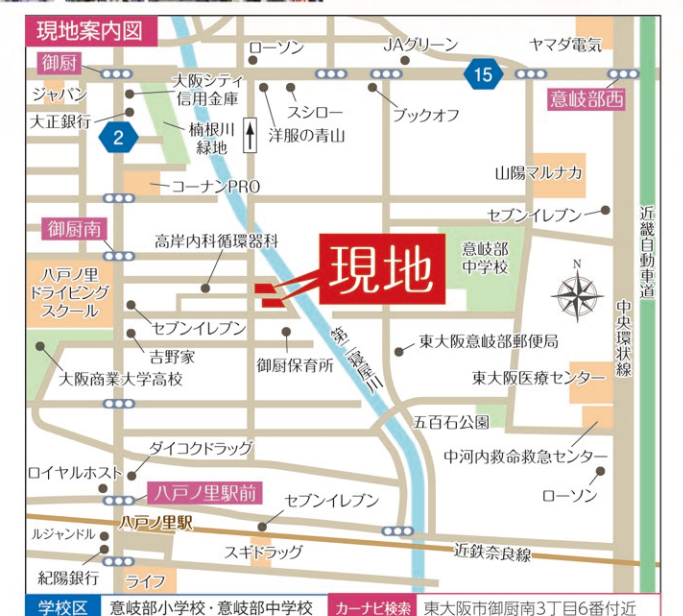 現地案内図
ローソン
JAグリーン
ヤマダ電気
御厨
15
意岐部西
ジャパン
大阪シティ
信用金庫
大正銀行
2
スシロー
洋服の青山
ブックオフ
楠根川
緑地
コーナンPRO
山陽マルナカ
セブンイレブン
近畿自動車道
御厨南
高岸内科循環器科
現地
意岐部
中学校
N
八戸ノ里
ドライビング
スクール
セブンイレブン
吉野家
御厨保育所
第二寝屋川
東大阪意岐部郵便局
中央環状線
大阪商業大学高校
東大阪医療センター
五百石公園
中河内救命救急センター
ローソン
ダイコクドラッグ
ロイヤルホスト
八戸ノ里駅前
セブンイレブン
八戸ノ里駅
ルジャンドル
スギドラッグ
近鉄奈良線
紀陽銀行
ライフ
学校区 意岐部小学校・意岐部中学校 カーナビ検索 東大阪市御厨南3丁目6番付近